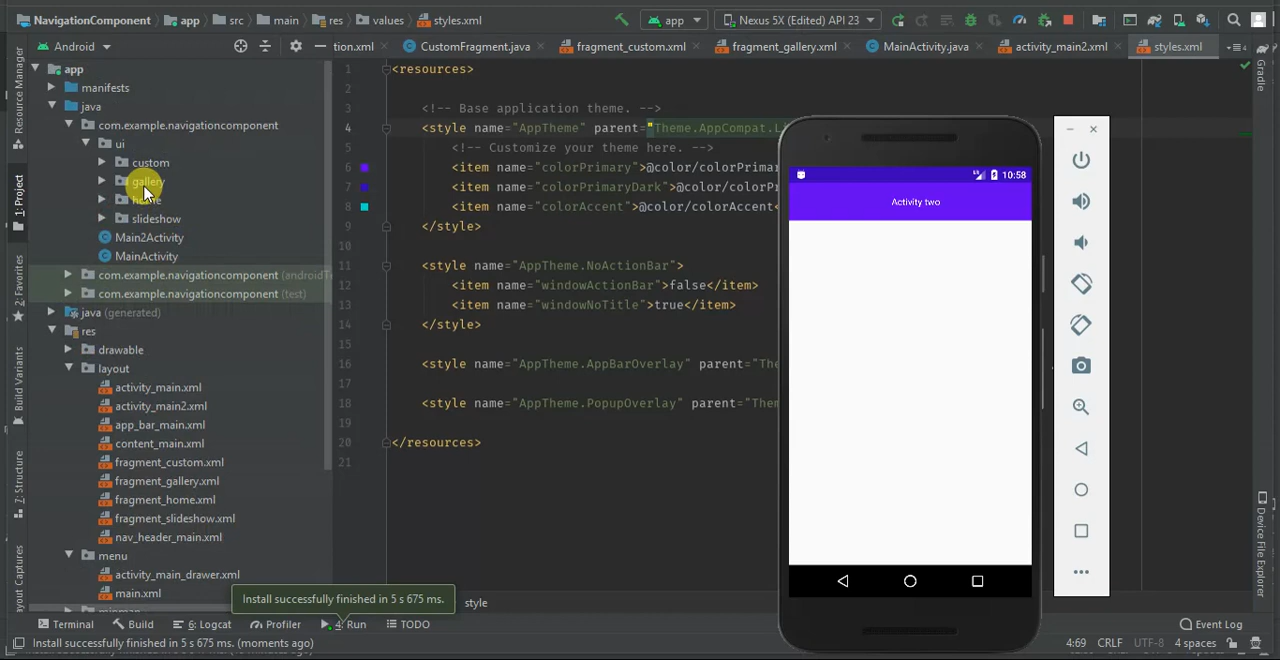 NavigationComponent app src main res values styles.xml
app Nexus 5X (Edited) API 23
Android
tion.xml CustomFragment.java fragment_custom.xml fragment_gallery.xml MainActivity.java activity_main2.xml styles.xml
Resource Manager
1: Project
2: Favorites
Build Variants
7: Structure
ayout Captures
app
manifests
java
com.example.navigationcomponent
ui
custom
gallery
home
slideshow
Main2Activity
MainActivity
com.example.navigationcomponent (androidTe
com.example.navigationcomponent (test)
java (generated)
res
drawable
layout
activity_main.xml
activity_main2.xml
app_bar_main.xml
content_main.xml
fragment_custom.xml
fragment_gallery.xml
fragment_home.xml
fragment_slideshow.xml
nav_header_main.xml
menu
activity_main_drawer.xml
main.xml
1 <resources>
2
3 <!-- Base application theme. -->
4 <style name="AppTheme" parent="Theme.AppCompat.Li
5 <!-- Customize your theme here. -->
6 <item name="colorPrimary">@color/colorPrimar
7 <item name="colorPrimaryDark">@color/colorP
8 <item name="colorAccent">@color/colorAccent<
9 </style>
10
11 <style name="AppTheme.NoActionBar">
12 <item name="windowActionBar">false</item>
13 <item name="windowNoTitle">true</item>
14 </style>
15
16 <style name="AppTheme.AppBarOverlay" parent="The
17
18 <style name="AppTheme.PopupOverlay" parent="Them
19
20 </resources>
21
style
10:58
Activity two
Gradle
Device File Explorer
Install successfully finished in 5 s 675 ms.
Terminal Build 6: Logcat Profiler 4: Run TODO Event Log
Install successfully finished in 5 s 675 ms. (moments ago) 4:69 CRLF UTF-8 4 spaces